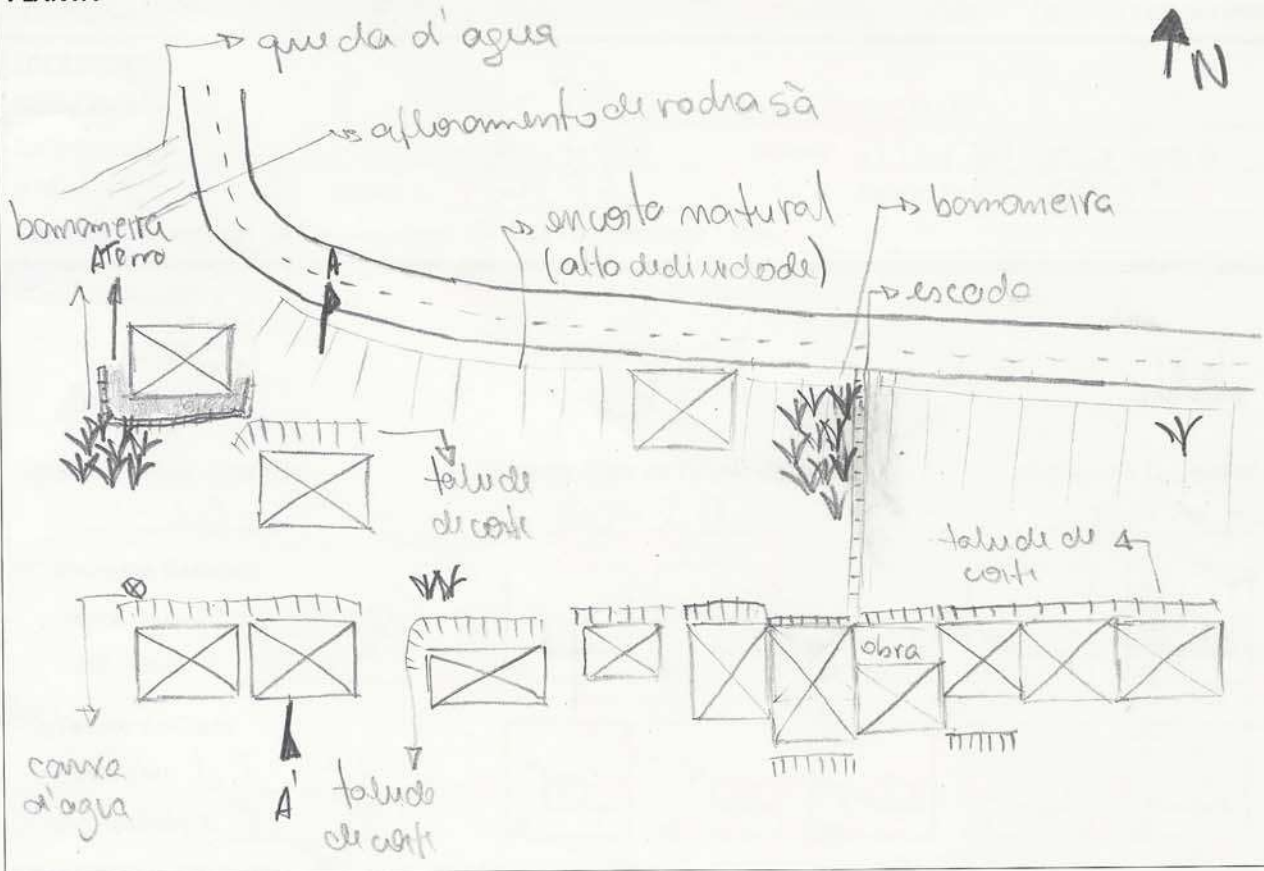 queda d'agua
N
afloramento de rocha sã
bananeira
Aterro
A
encosta natural
(alta declividade)
bananeira
escada
talude
de corte
talude de
corte
obra
caixa
d'agua
A'
talude
de corte